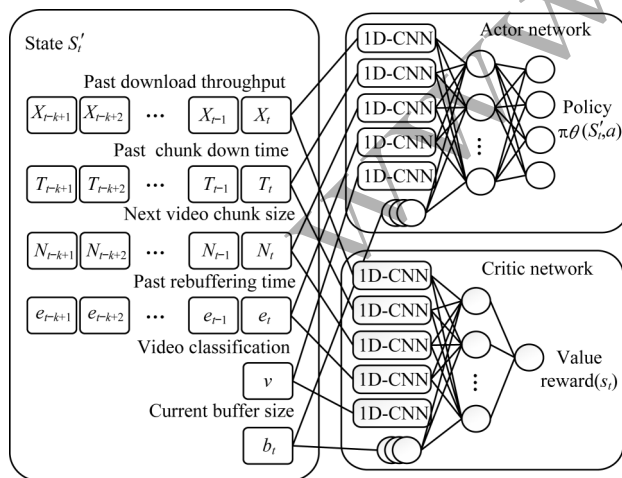 State S't
Past download throughput
Xt−k+1 Xt−k+2 ••• Xt−1 Xt
Past chunk down time
Tt−k+1 Tt−k+2 ••• Tt−1 Tt
Next video chunk size
Nt−k+1 Nt−k+2 ••• Nt−1 Nt
Past rebuffering time
et−k+1 et−k+2 ••• et−1 et
Video classification
v
Current buffer size
bt
Actor network
1D-CNN
1D-CNN
1D-CNN
1D-CNN
1D-CNN
Policy
πθ(S't,a)
Critic network
1D-CNN
1D-CNN
1D-CNN
1D-CNN
1D-CNN
Value
reward(st)